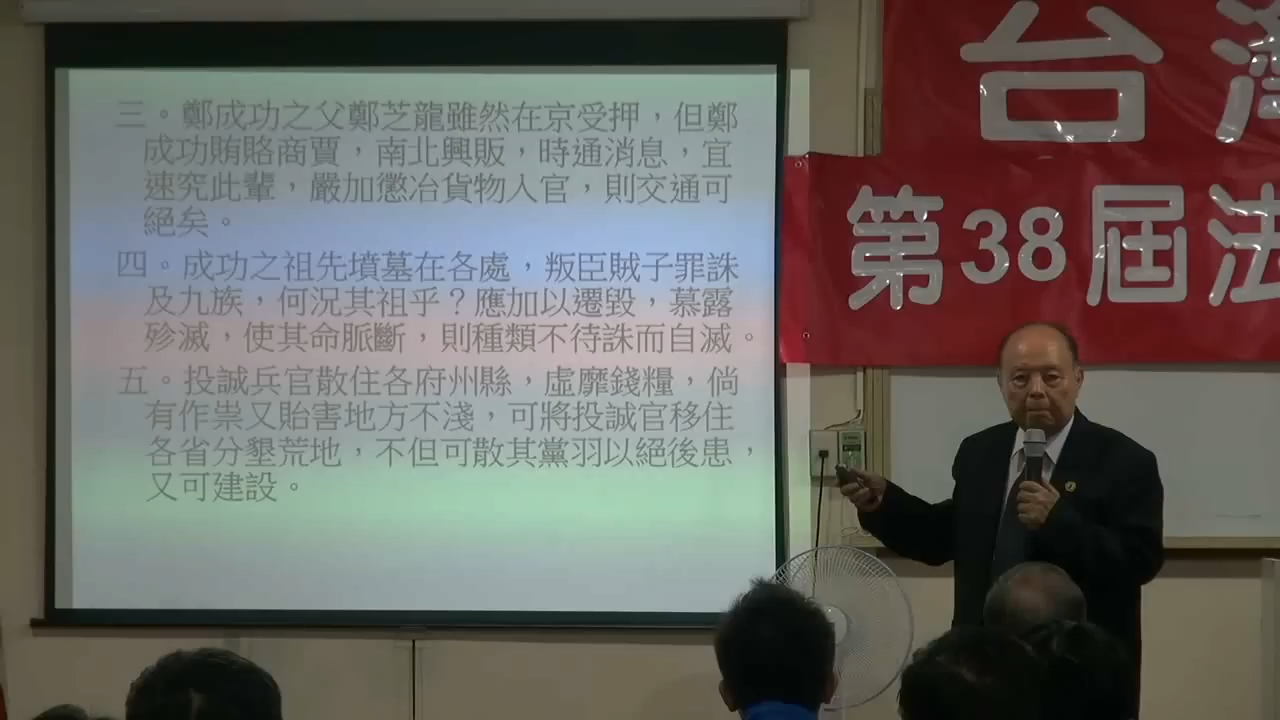 三。鄭成功之父鄭芝龍雖然在京受押，但鄭
成功賄賂商賈，南北興販，時通消息，宜
速究此輩，嚴加懲冶貨物入官，則交通可
絕矣。
四。成功之祖先墳墓在各處，叛臣賊子罪誅
及九族，何況其祖乎？應加以遷毀，慕露
殄滅，使其命脈斷，則種類不待誅而自滅。
五。投誠兵官散住各府州縣，虛靡錢糧，倘
有作祟又貽害地方不淺，可將投誠官移住
各省分墾荒地，不但可散其黨羽以絕後患，
又可建設。
台灣
第38屆法